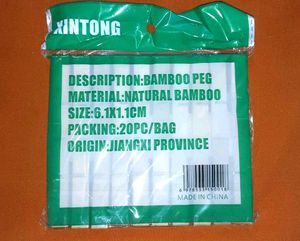 XINTONG
DESCRIPTION:BAMBOO PEG
MATERIAL:NATURAL BAMBOO
SIZE:6.1X1.1CM
PACKING:20PC/BAG
ORIGIN:JIANGXI PROVINCE
MADE IN CHINA